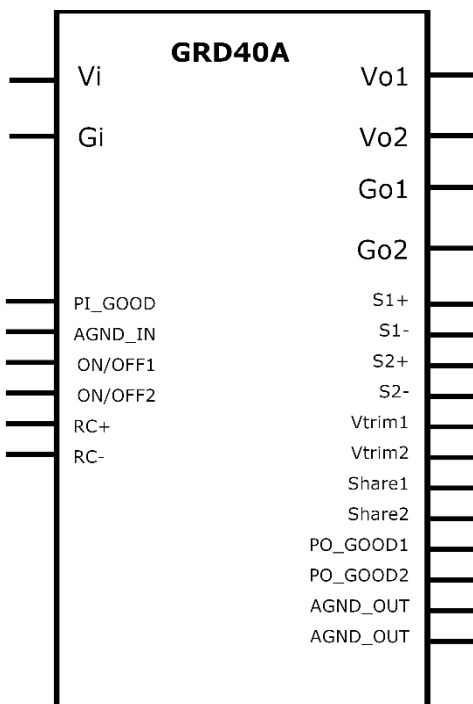 GRD40A
Vi
Gi
PI_GOOD
AGND_IN
ON/OFF1
ON/OFF2
RC+
RC-
Vo1
Vo2
Go1
Go2
S1+
S1-
S2+
S2-
Vtrim1
Vtrim2
Share1
Share2
PO_GOOD1
PO_GOOD2
AGND_OUT
AGND_OUT